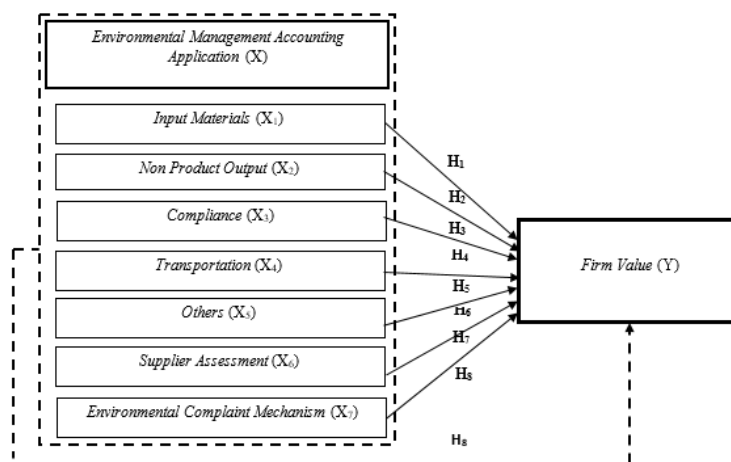 Environmental Management Accounting
Application (X)
Input Materials (X₁)
Non Product Output (X₂)
Compliance (X₃)
Transportation (X₄)
Others (X₅)
Supplier Assessment (X₆)
Environmental Complaint Mechanism (X₇)
H₁
H₂
H₃
H₄
H₅
H₆
H₇
H₈
Firm Value (Y)
H₈